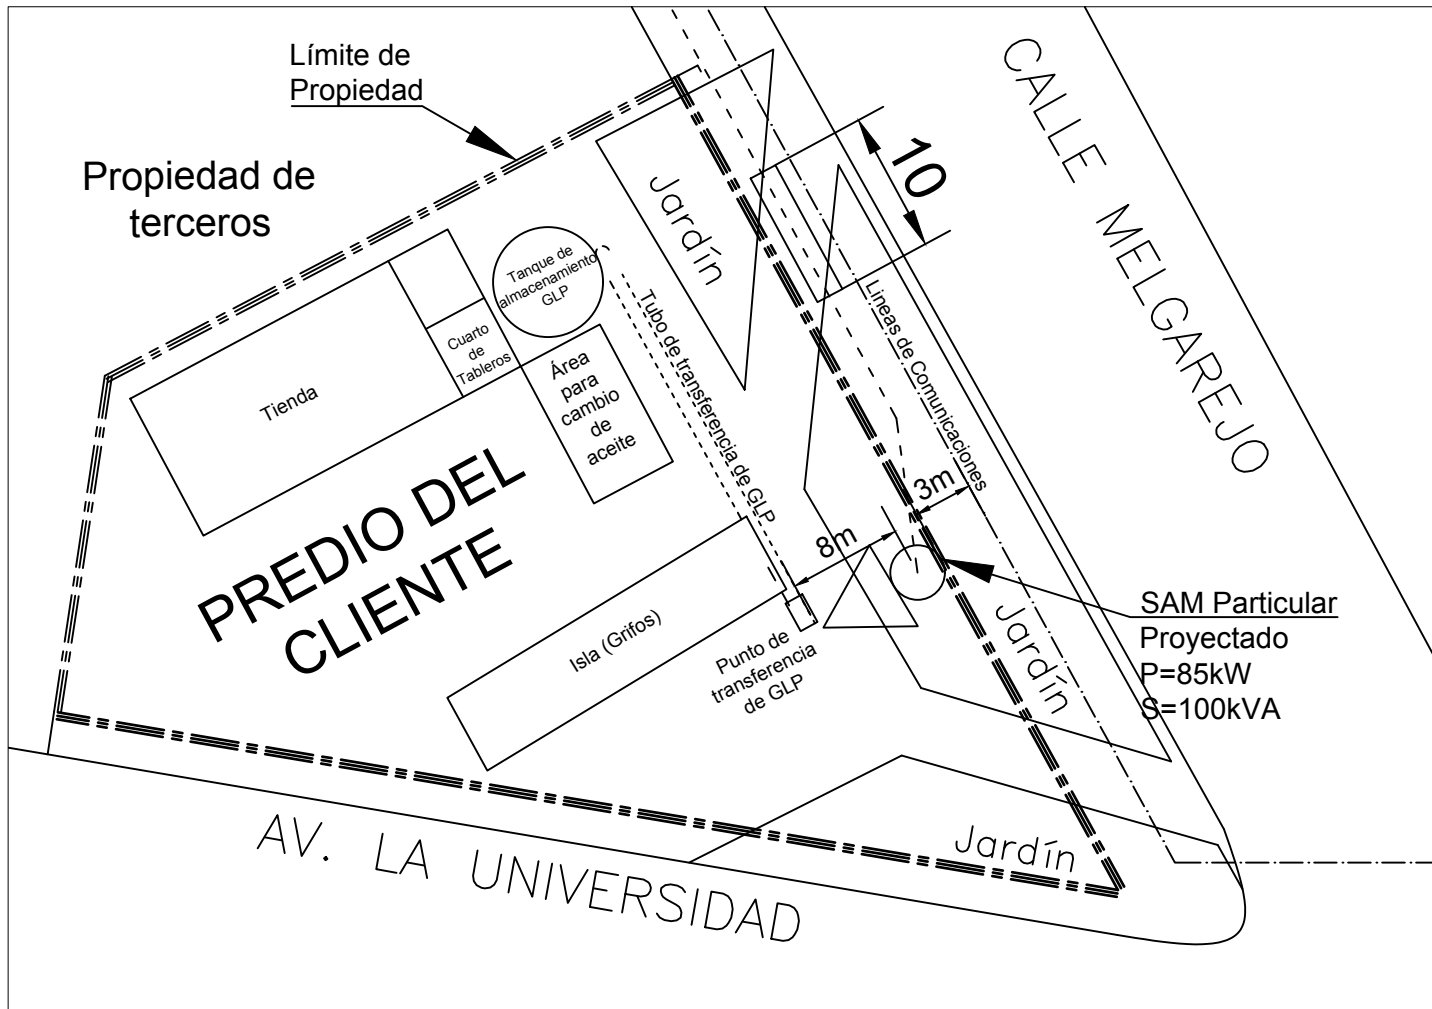 Límite de
Propiedad
Propiedad de
terceros
CALLE MELGAREJO
10
Jardín
Tanque de
almacenamiento
GLP
Tubo de transferencia de GLP
Lineas de Comunicaciones
Cuarto
de
Tableros
Tienda
Área
para
cambio
de
aceite
PREDIO DEL
CLIENTE
3m
8m
SAM Particular
Proyectado
P=85kW
S=100kVA
Isla (Grifos)
Punto de
transferencia
de GLP
Jardín
Jardín
AV. LA UNIVERSIDAD